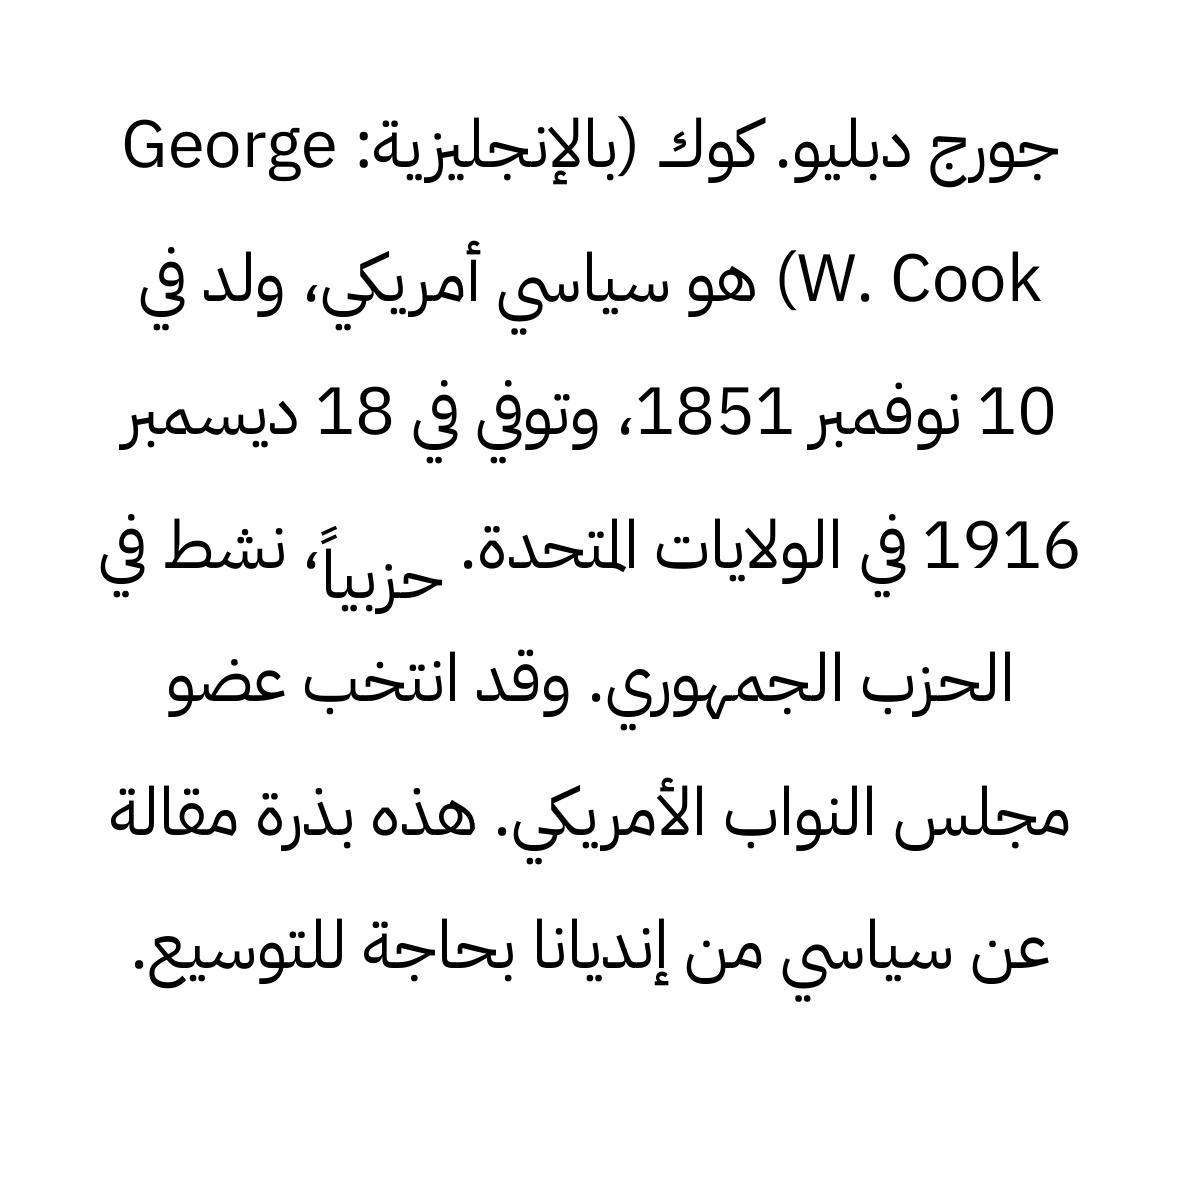 جورج دبليو. كوك (بالإنجليزية: George
W. Cook) هو سياسي أمريكي، ولد في
10 نوفمبر 1851، وتوفي في 18 ديسمبر
1916 في الولايات المتحدة. حزبياً، نشط في
الحزب الجمهوري. وقد انتخب عضو
مجلس النواب الأمريكي. هذه بذرة مقالة
عن سياسي من إنديانا بحاجة للتوسيع.